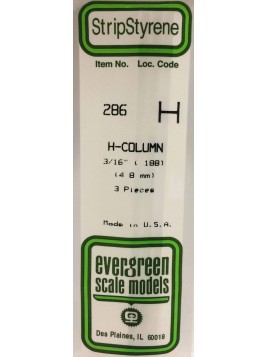 StripStyrene
Item No. Loc. Code
286 H
H-COLUMN
3/16" ( 188)
(4 8 mm)
3 Pieces
Made in U.S.A.
evergreen
scale models
Des Plaines, IL 60018